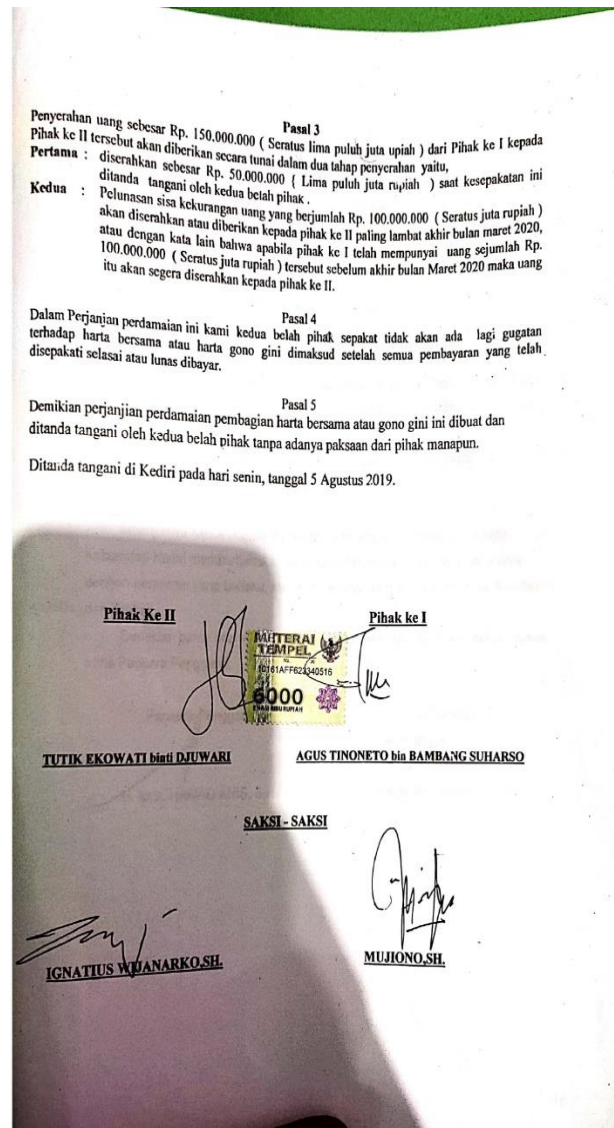 Pasal 3
Penyerahan uang sebesar Rp. 150.000.000 ( Seratus lima puluh juta upiah ) dari Pihak ke I kepada
Pihak ke II tersebut akan diberikan secara tunai dalam dua tahap penyerahan yaitu,
Pertama : diserahkan sebesar Rp. 50.000.000 ( Lima puluh juta rupiah ) saat kesepakatan ini
ditanda tangani oleh kedua belah pihak .
Kedua : Pelunasan sisa kekurangan uang yang berjumlah Rp. 100.000.000 ( Seratus juta rupiah )
akan diserahkan atau diberikan kepada pihak ke II paling lambat akhir bulan maret 2020,
atau dengan kata lain bahwa apabila pihak ke I telah mempunyai uang sejumlah Rp.
100.000.000 ( Seratus juta rupiah ) tersebut sebelum akhir bulan Maret 2020 maka uang
itu akan segera diserahkan kepada pihak ke II.
Pasal 4
Dalam Perjanjian perdamaian ini kami kedua belah pihak sepakat tidak akan ada lagi gugatan
terhadap harta bersama atau harta gono gini dimaksud setelah semua pembayaran yang telah
disepakati selasai atau lunas dibayar.
Pasal 5
Demikian perjanjian perdamaian pembagian harta bersama atau gono gini ini dibuat dan
ditanda tangani oleh kedua belah pihak tanpa adanya paksaan dari pihak manapun.
Ditanda tangani di Kediri pada hari senin, tanggal 5 Agustus 2019.
Pihak Ke II
Pihak ke I
METERAI
TEMPEL
10161AFF623340516
6000
ENAM RIBU RUPIAH
TUTIK EKOWATI binti DJUWARI
AGUS TINONETO bin BAMBANG SUHARSO
SAKSI - SAKSI
IGNATIUS WIJANARKO,SH.
MUJIONO,SH.